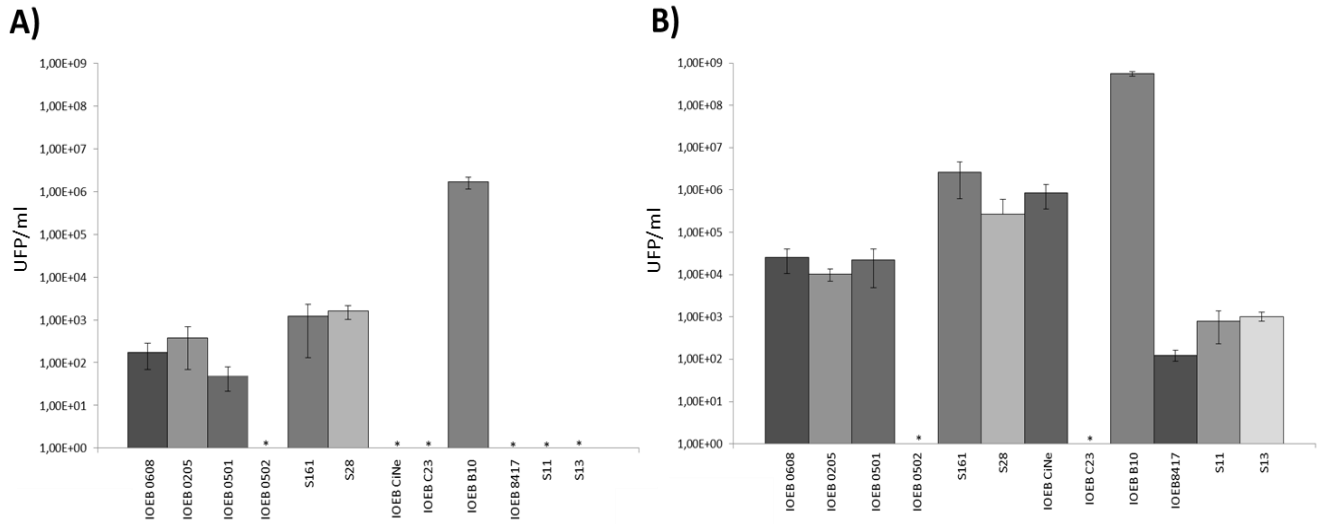 A)
1,00E+09
1,00E+08
1,00E+07
1,00E+06
1,00E+05
1,00E+04
1,00E+03
1,00E+02
1,00E+01
1,00E+00
UFP/ml
* * * * * *
IOEB 0608
IOEB 0205
IOEB 0501
IOEB 0502
S161
S28
IOEB CiNe
IOEB C23
IOEB B10
IOEB 8417
S11
S13
B)
1,00E+09
1,00E+08
1,00E+07
1,00E+06
1,00E+05
1,00E+04
1,00E+03
1,00E+02
1,00E+01
1,00E+00
UFP/ml
* *
IOEB 0608
IOEB 0205
IOEB 0501
IOEB 0502
S161
S28
IOEB CiNe
IOEB C23
IOEB B10
IOEB8417
S11
S13